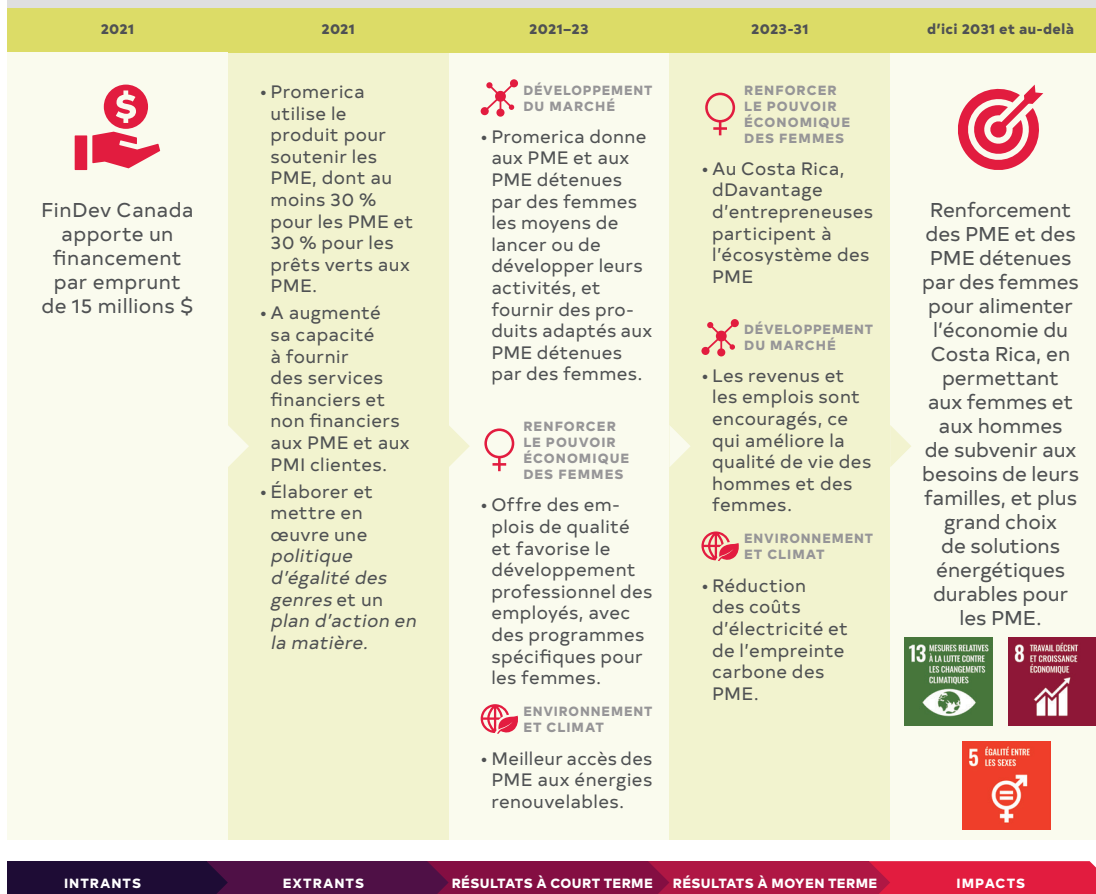 2021
2021
2021–23
2023-31
d'ici 2031 et au-delà
$
FinDev Canada
apporte un
financement
par emprunt
de 15 millions $
• Promerica
utilise le
produit pour
soutenir les
PME, dont au
moins 30 %
pour les PME et
30 % pour les
prêts verts aux
PME.
• A augmenté
sa capacité
à fournir
des services
financiers et
non financiers
aux PME et aux
PMI clientes.
• Élaborer et
mettre en
œuvre une
politique
d'égalité des
genres et un
plan d'action en
la matière.
DÉVELOPPEMENT
DU MARCHÉ
• Promerica donne
aux PME et aux
PME détenues
par des femmes
les moyens de
lancer ou de
développer leurs
activités, et
fournir des pro-
duits adaptés aux
PME détenues
par des femmes.
RENFORCER
LE POUVOIR
ÉCONOMIQUE
DES FEMMES
• Offre des em-
plois de qualité
et favorise le
développement
professionnel des
employés, avec
des programmes
spécifiques pour
les femmes.
ENVIRONNEMENT
ET CLIMAT
• Meilleur accès des
PME aux énergies
renouvelables.
RENFORCER
LE POUVOIR
ÉCONOMIQUE
DES FEMMES
• Au Costa Rica,
dDavantage
d'entrepreneuses
participent à
l'écosystème des
PME
DÉVELOPPEMENT
DU MARCHÉ
• Les revenus et
les emplois sont
encouragés, ce
qui améliore la
qualité de vie des
hommes et des
femmes.
ENVIRONNEMENT
ET CLIMAT
• Réduction
des coûts
d'électricité et
de l'empreinte
carbone des
PME.
Renforcement
des PME et des
PME détenues
par des femmes
pour alimenter
l'économie du
Costa Rica, en
permettant
aux femmes et
aux hommes
de subvenir aux
besoins de leurs
familles, et plus
grand choix
de solutions
énergétiques
durables pour
les PME.
13 MESURES RELATIVES
À LA LUTTE CONTRE
LES CHANGEMENTS
CLIMATIQUES
8 TRAVAIL DÉCENT
ET CROISSANCE
ÉCONOMIQUE
5 ÉGALITÉ ENTRE
LES SEXES
INTRANTS
EXTRANTS
RÉSULTATS À COURT TERME
RÉSULTATS À MOYEN TERME
IMPACTS